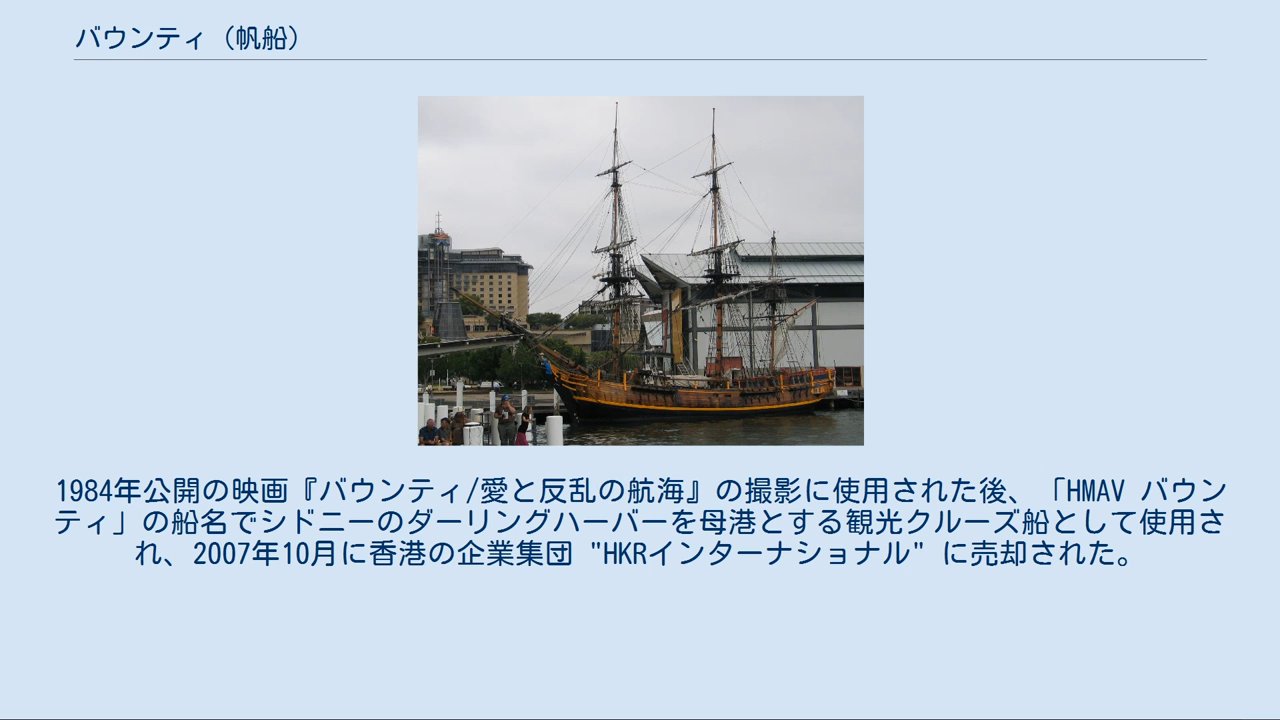 バウンティ（帆船）
1984年公開の映画『バウンティ/愛と反乱の航海』の撮影に使用された後、「HMAV バウン
ティ」の船名でシドニーのダーリングハーバーを母港とする観光クルーズ船として使用さ
れ、2007年10月に香港の企業集団 "HKRインターナショナル" に売却された。